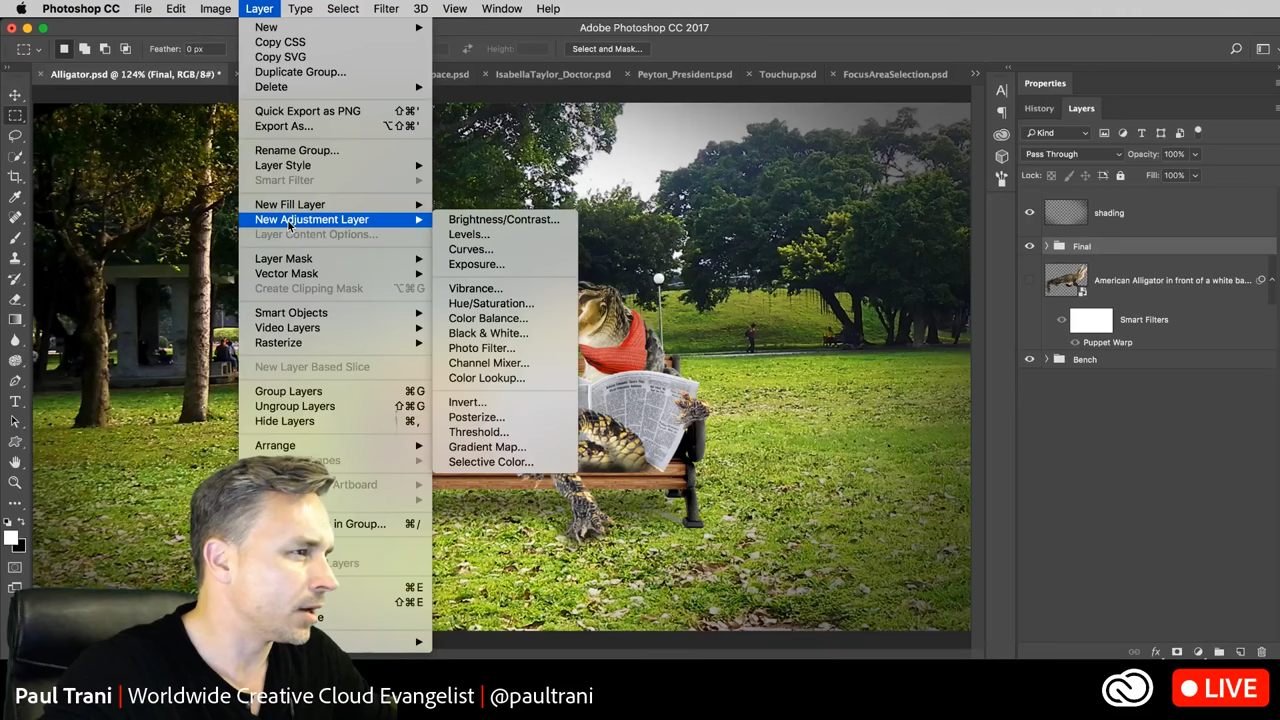 Photoshop CC File Edit Image Layer Type Select Filter 3D View Window Help
Adobe Photoshop CC 2017
Feather: 0 px Height: Select and Mask...
Alligator.psd @ 124% (Final, RGB/8#) * pace.psd IsabellaTaylor_Doctor.psd Peyton_President.psd Touchup.psd FocusAreaSelection.psd
New
Copy CSS
Copy SVG
Duplicate Group...
Delete
Quick Export as PNG ⇧⌘'
Export As... ⌥⇧⌘'
Rename Group...
Layer Style
Smart Filter
New Fill Layer
New Adjustment Layer
Layer Content Options...
Layer Mask
Vector Mask
Create Clipping Mask ⌥⌘G
Smart Objects
Video Layers
Rasterize
New Layer Based Slice
Group Layers ⌘G
Ungroup Layers ⇧⌘G
Hide Layers ⌘,
Arrange
in Group... ⌘/
⌘E
⇧⌘E
Brightness/Contrast...
Levels...
Curves...
Exposure...
Vibrance...
Hue/Saturation...
Color Balance...
Black & White...
Photo Filter...
Channel Mixer...
Color Lookup...
Invert...
Posterize...
Threshold...
Gradient Map...
Selective Color...
Properties
History Layers
Kind
Pass Through Opacity: 100%
Lock: Fill: 100%
shading
Final
American Alligator in front of a white ba...
Smart Filters
Puppet Warp
Bench
Paul Trani | Worldwide Creative Cloud Evangelist | @paultrani
LIVE